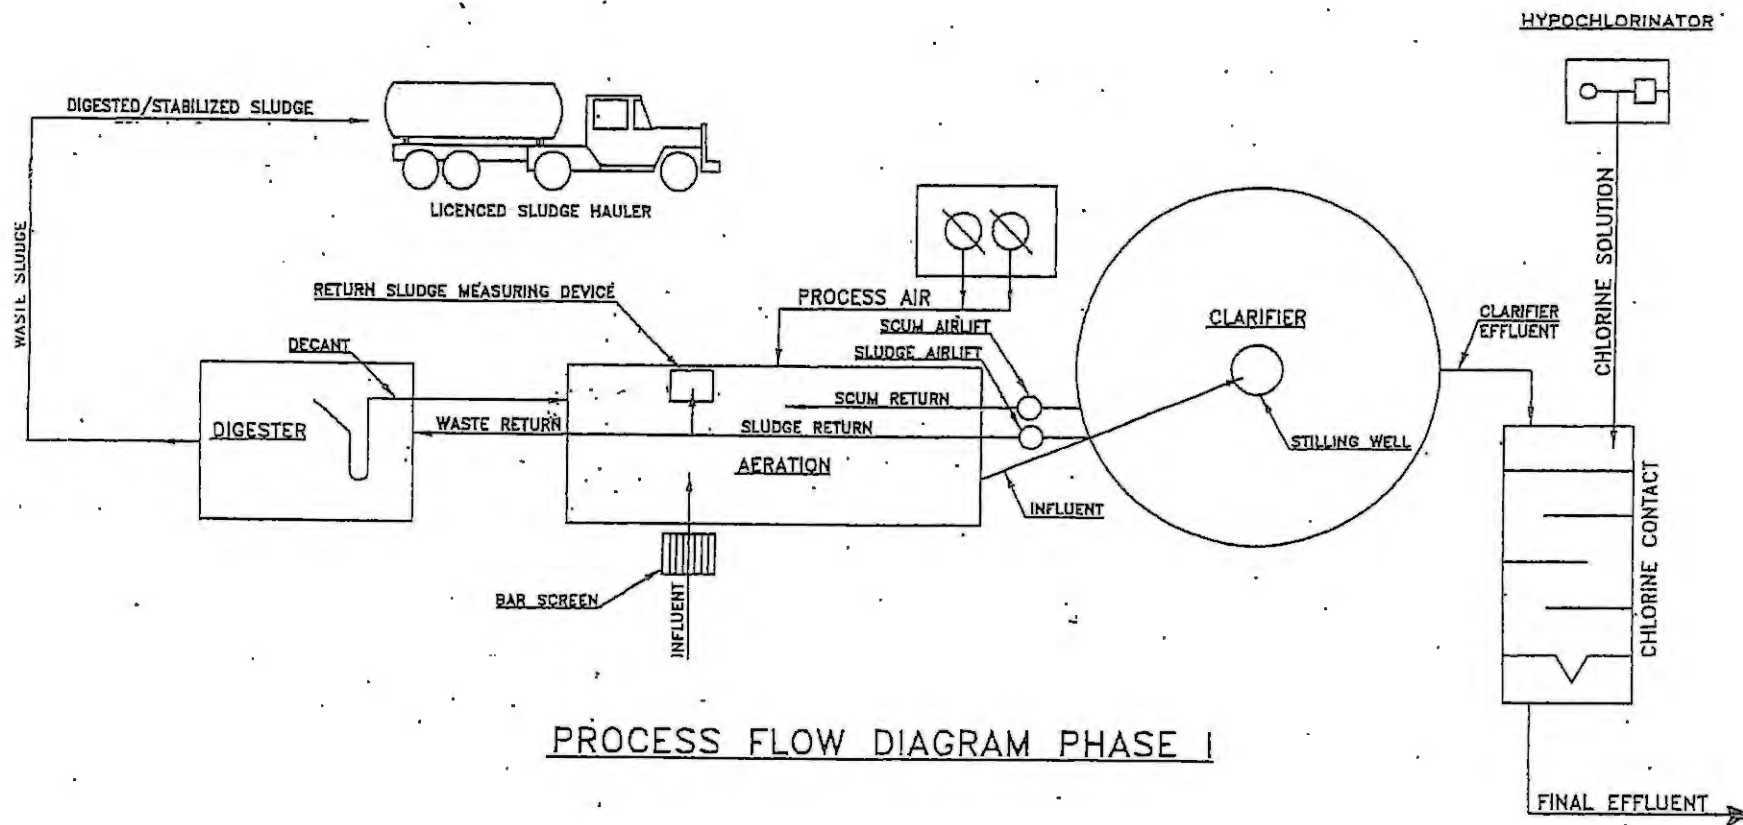 HYPOCHLORINATOR
DIGESTED/STABILIZED SLUDGE
LICENCED SLUDGE HAULER
WASTE SLUDGE
RETURN SLUDGE MEASURING DEVICE
PROCESS AIR
SCUM AIRLIFT
SLUDGE AIRLIFT
DECANT
SCUM RETURN
WASTE RETURN
SLUDGE RETURN
DIGESTER
AERATION
CLARIFIER
STILLING WELL
INFLUENT
CLARIFIER
EFFLUENT
CHLORINE SOLUTION
CHLORINE CONTACT
BAR SCREEN
INFLUENT
PROCESS FLOW DIAGRAM PHASE I
FINAL EFFLUENT